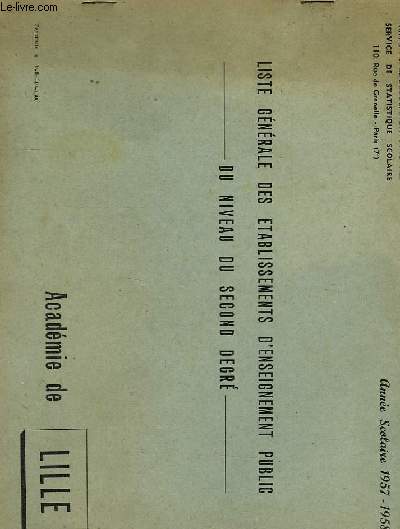 SERVICE DE STATISTIQUE SCOLAIRE
110 Rue de Grenelle - Paris (7e)
Année Scolaire 1957-1958
LISTE GÉNÉRALE DES ETABLISSEMENTS D'ENSEIGNEMENT PUBLIC
DU NIVEAU DU SECOND DEGRÉ
Académie de
LILLE
le-livre.com